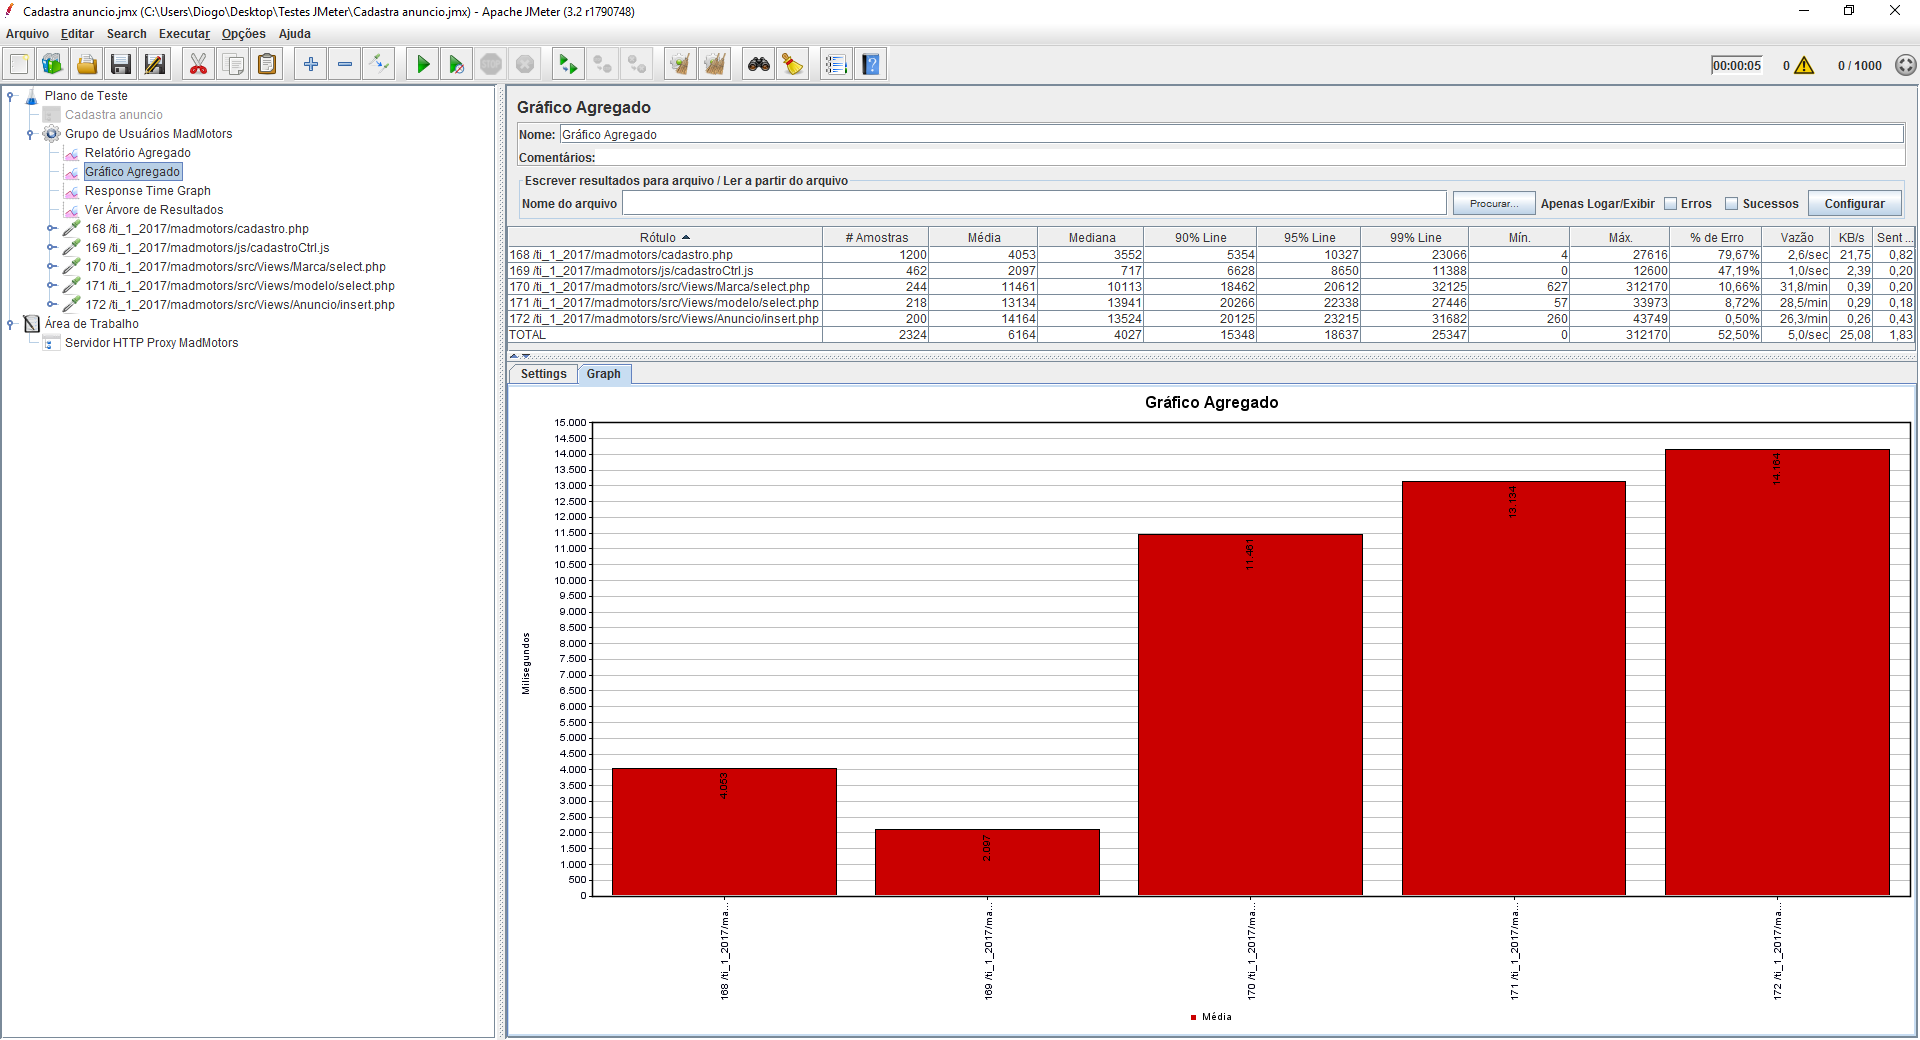 Cadastra anuncio.jmx (C:\Users\Diogo\Desktop\Testes JMeter\Cadastra anuncio.jmx) - Apache JMeter (3.2 r1790748)
Arquivo Editar Search Executar Opções Ajuda
STOP
00:00:05 0 0 / 1000
Plano de Teste
Cadastra anuncio
Grupo de Usuários MadMotors
Relatório Agregado
Gráfico Agregado
Response Time Graph
Ver Árvore de Resultados
168 /ti_1_2017/madmotors/cadastro.php
169 /ti_1_2017/madmotors/js/cadastroCtrl.js
170 /ti_1_2017/madmotors/src/Views/Marca/select.php
171 /ti_1_2017/madmotors/src/Views/modelo/select.php
172 /ti_1_2017/madmotors/src/Views/Anuncio/insert.php
Área de Trabalho
Servidor HTTP Proxy MadMotors
Gráfico Agregado
Nome: Gráfico Agregado
Comentários:
Escrever resultados para arquivo / Ler a partir do arquivo
Nome do arquivo Procurar... Apenas Logar/Exibir Erros Sucessos Configurar
Rótulo # Amostras Média Mediana 90% Line 95% Line 99% Line Mín. Máx. % de Erro Vazão KB/s Sent ...
168 /ti_1_2017/madmotors/cadastro.php 1200 4053 3552 5354 10327 23066 4 27616 79,67% 2,6/sec 21,75 0,82
169 /ti_1_2017/madmotors/js/cadastroCtrl.js 462 2097 717 6628 8650 11388 0 12600 47,19% 1,0/sec 2,39 0,20
170 /ti_1_2017/madmotors/src/Views/Marca/select.php 244 11461 10113 18462 20612 32125 627 312170 10,66% 31,8/min 0,39 0,20
171 /ti_1_2017/madmotors/src/Views/modelo/select.php 218 13134 13941 20266 22338 27446 57 33973 8,72% 28,5/min 0,29 0,18
172 /ti_1_2017/madmotors/src/Views/Anuncio/insert.php 200 14164 13524 20125 23215 31682 260 43749 0,50% 26,3/min 0,26 0,43
TOTAL 2324 6164 4027 15348 18637 25347 0 312170 52,50% 5,0/sec 25,08 1,83
Settings Graph
Gráfico Agregado
15.000
14.500
14.000
13.500
13.000
12.500
12.000
11.500
11.000
10.500
10.000
9.500
9.000
8.500
8.000
7.500
7.000
6.500
6.000
5.500
5.000
4.500
4.000
3.500
3.000
2.500
2.000
1.500
1.000
500
0
Milisegundos
4.053
2.097
11.461
13.134
14.164
168 /ti_1_2017/ma...
169 /ti_1_2017/ma...
170 /ti_1_2017/ma...
171 /ti_1_2017/ma...
172 /ti_1_2017/ma...
Média